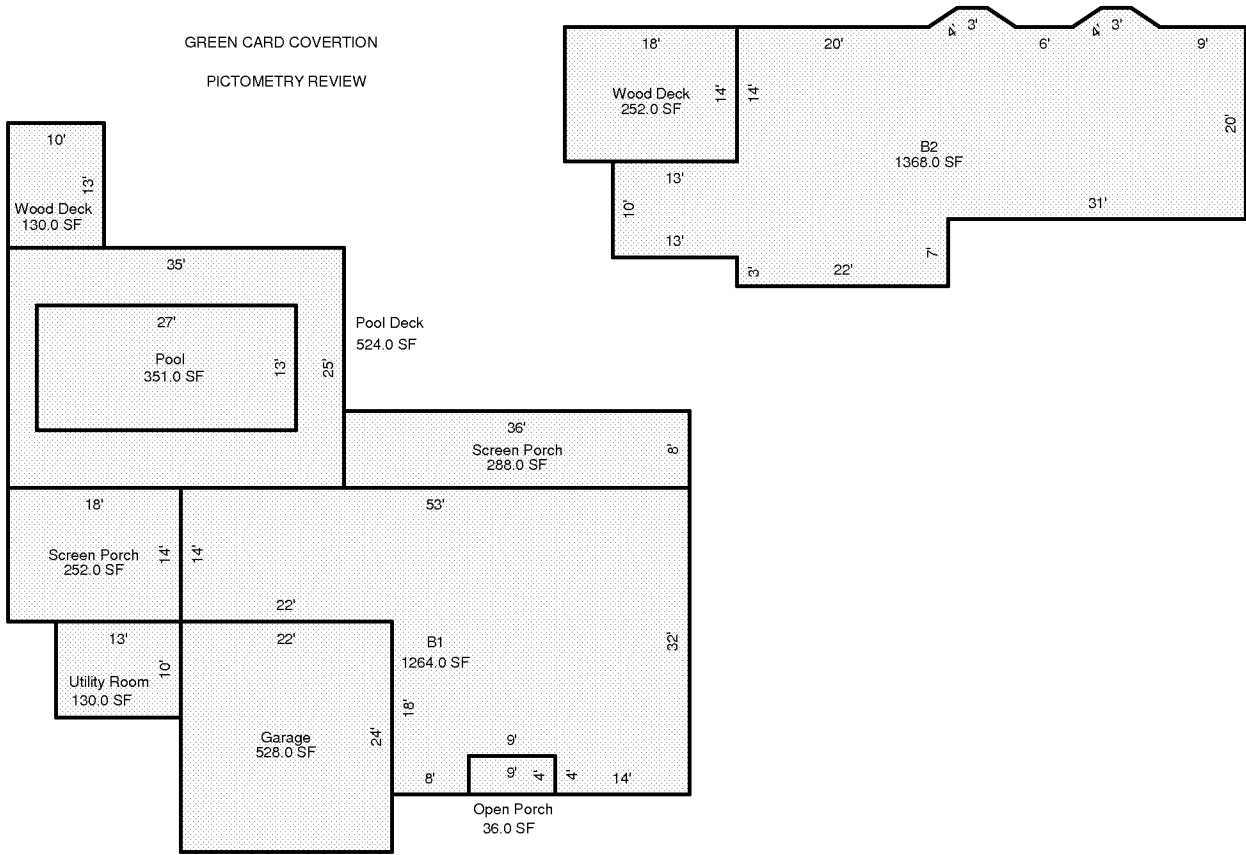 GREEN CARD COVERTION
PICTOMETRY REVIEW
10'
13'
Wood Deck
130.0 SF
35'
25'
27'
13'
Pool
351.0 SF
Pool Deck
524.0 SF
36'
8'
Screen Porch
288.0 SF
18'
14'
Screen Porch
252.0 SF
53'
14'
22'
32'
B1
1264.0 SF
18'
8'
9'
4'
14'
13'
10'
Utility Room
130.0 SF
22'
24'
Garage
528.0 SF
9'
4'
Open Porch
36.0 SF
18'
14'
Wood Deck
252.0 SF
20'
4'
3'
6'
4'
3'
9'
14'
20'
B2
1368.0 SF
13'
10'
13'
3'
22'
7'
31'